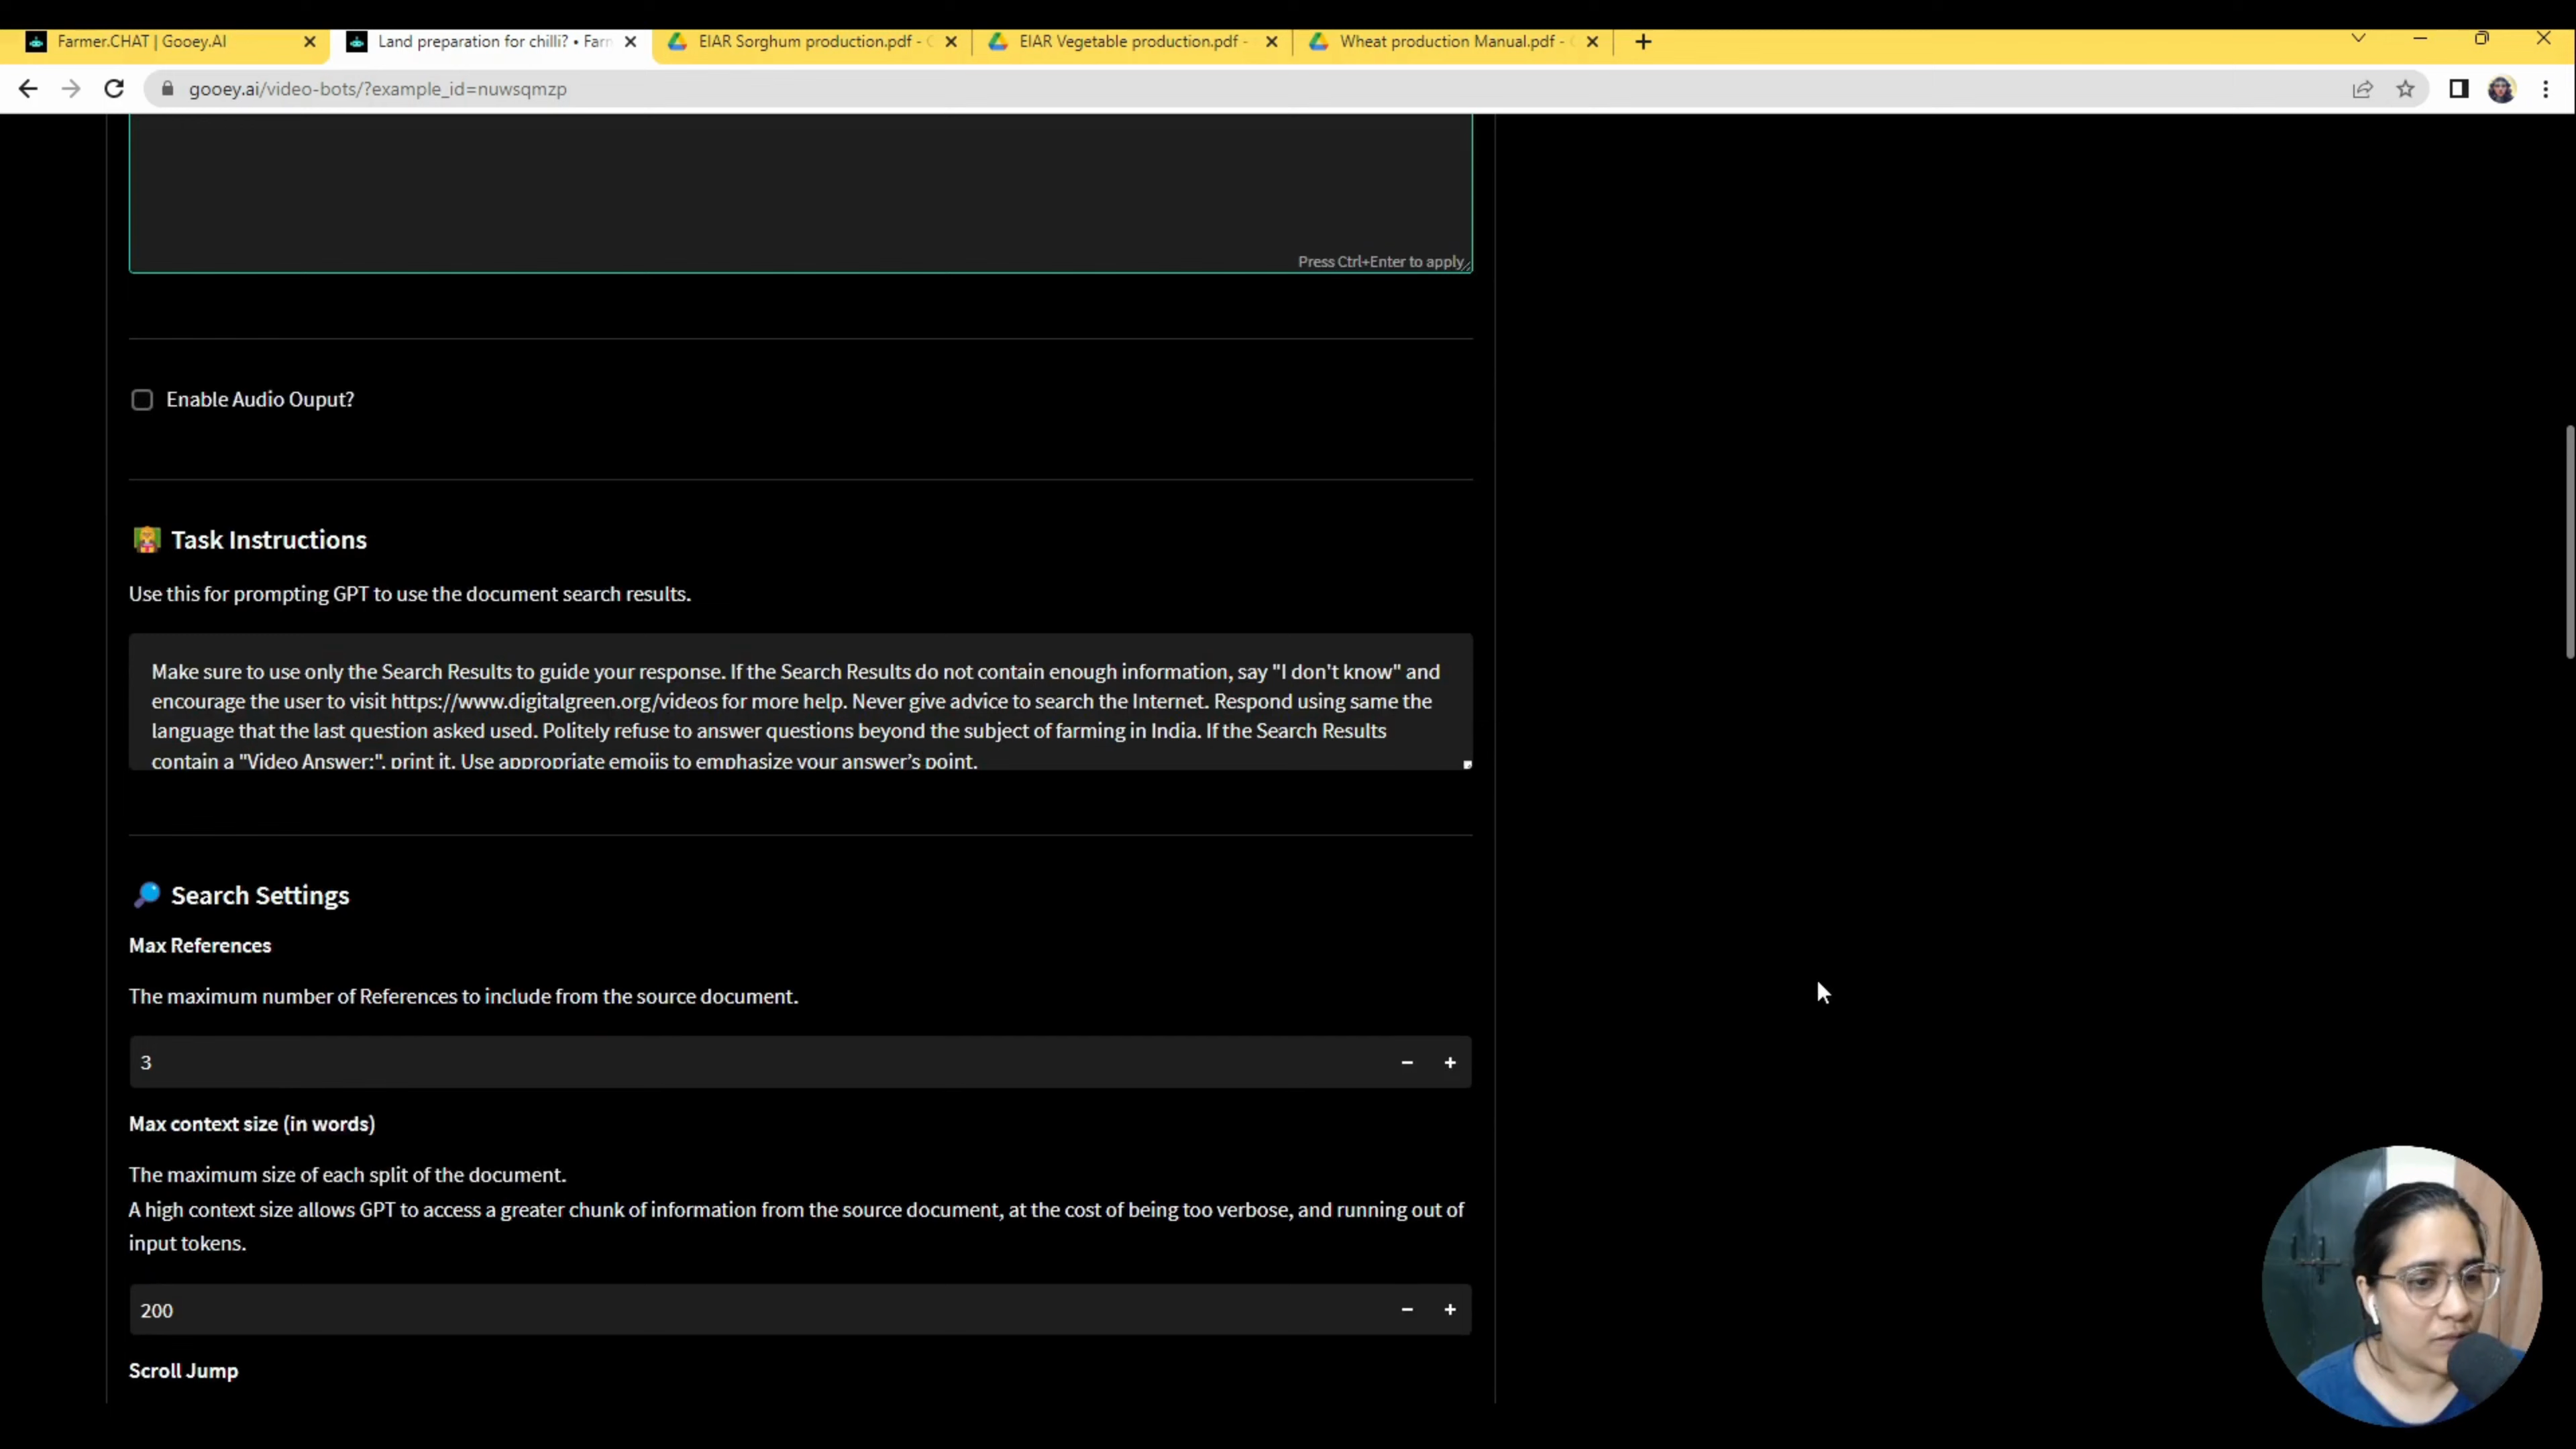 Farmer.CHAT | Gooey.AI
Land preparation for chilli? • Farm
EIAR Sorghum production.pdf -
EIAR Vegetable production.pdf -
Wheat production Manual.pdf -
gooey.ai/video-bots/?example_id=nuwsqmzp
Press Ctrl+Enter to apply
Enable Audio Ouput?
Task Instructions
Use this for prompting GPT to use the document search results.
Make sure to use only the Search Results to guide your response. If the Search Results do not contain enough information, say "I don't know" and
encourage the user to visit https://www.digitalgreen.org/videos for more help. Never give advice to search the Internet. Respond using same the
language that the last question asked used. Politely refuse to answer questions beyond the subject of farming in India. If the Search Results
contain a "Video Answer:", print it. Use appropriate emojis to emphasize your answer’s point.
Search Settings
Max References
The maximum number of References to include from the source document.
3
Max context size (in words)
The maximum size of each split of the document.
A high context size allows GPT to access a greater chunk of information from the source document, at the cost of being too verbose, and running out of
input tokens.
200
Scroll Jump